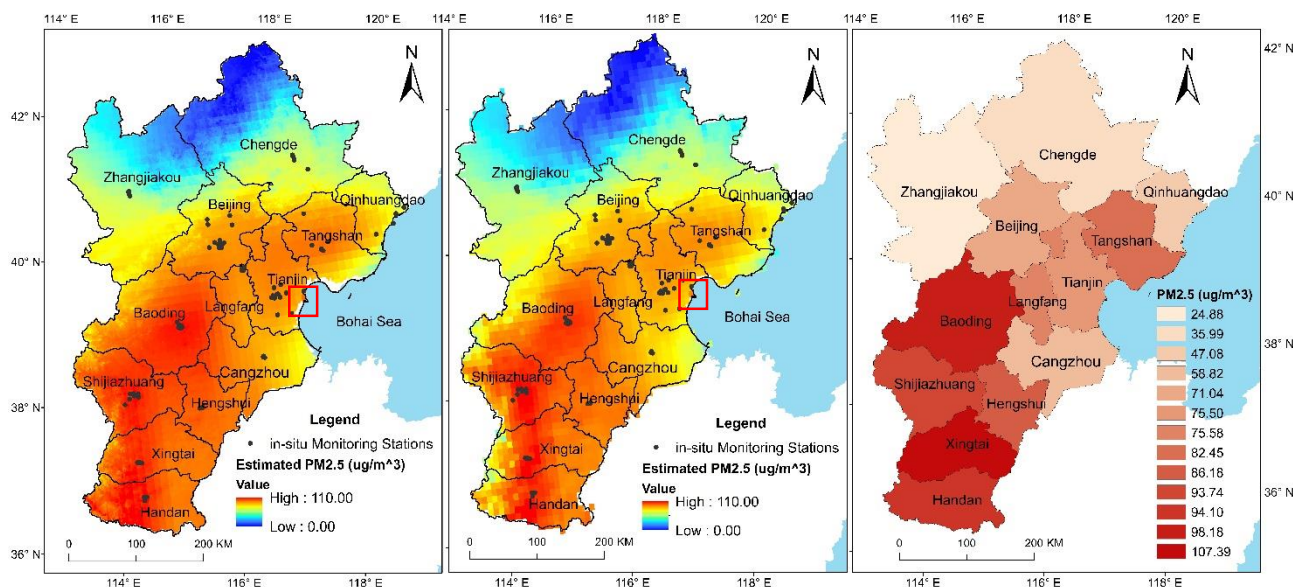 114° E 116° E 118° E 120° E
114° E 116° E 118° E 120° E
114° E 116° E 118° E 120° E
42° N
40° N
38° N
36° N
N
Chengde
Zhangjiakou
Beijing
Qinhuangdao
Tangshan
Tianjin
Langfang
Baoding
Bohai Sea
Cangzhou
Shijiazhuang
Hengshui
Xingtai
Handan
Legend
in-situ Monitoring Stations
Estimated PM2.5 (ug/m^3)
Value
High : 110.00
Low : 0.00
0 100 200 KM
114° E 116° E 118° E
N
Chengde
Zhangjiakou
Beijing
Qinhuangdao
Tangshan
Tianjin
Langfang
Baoding
Bohai Sea
Cangzhou
Shijiazhuang
Hengshui
Xingtai
Handan
Legend
in-situ Monitoring Stations
Estimated PM2.5 (ug/m^3)
Value
High : 110.00
Low : 0.00
0 100 200 KM
114° E 116° E 118° E
N
42° N
40° N
38° N
36° N
Chengde
Zhangjiakou
Qinhuangdao
Beijing
Tangshan
Tianjin
Langfang
Baoding
Cangzhou
Shijiazhuang
Hengshui
Xingtai
Handan
PM2.5 (ug/m^3)
24.88
35.99
47.08
58.82
71.04
75.50
75.58
82.45
86.18
93.74
94.10
98.18
107.39
0 100 200 KM
114° E 116° E 118° E